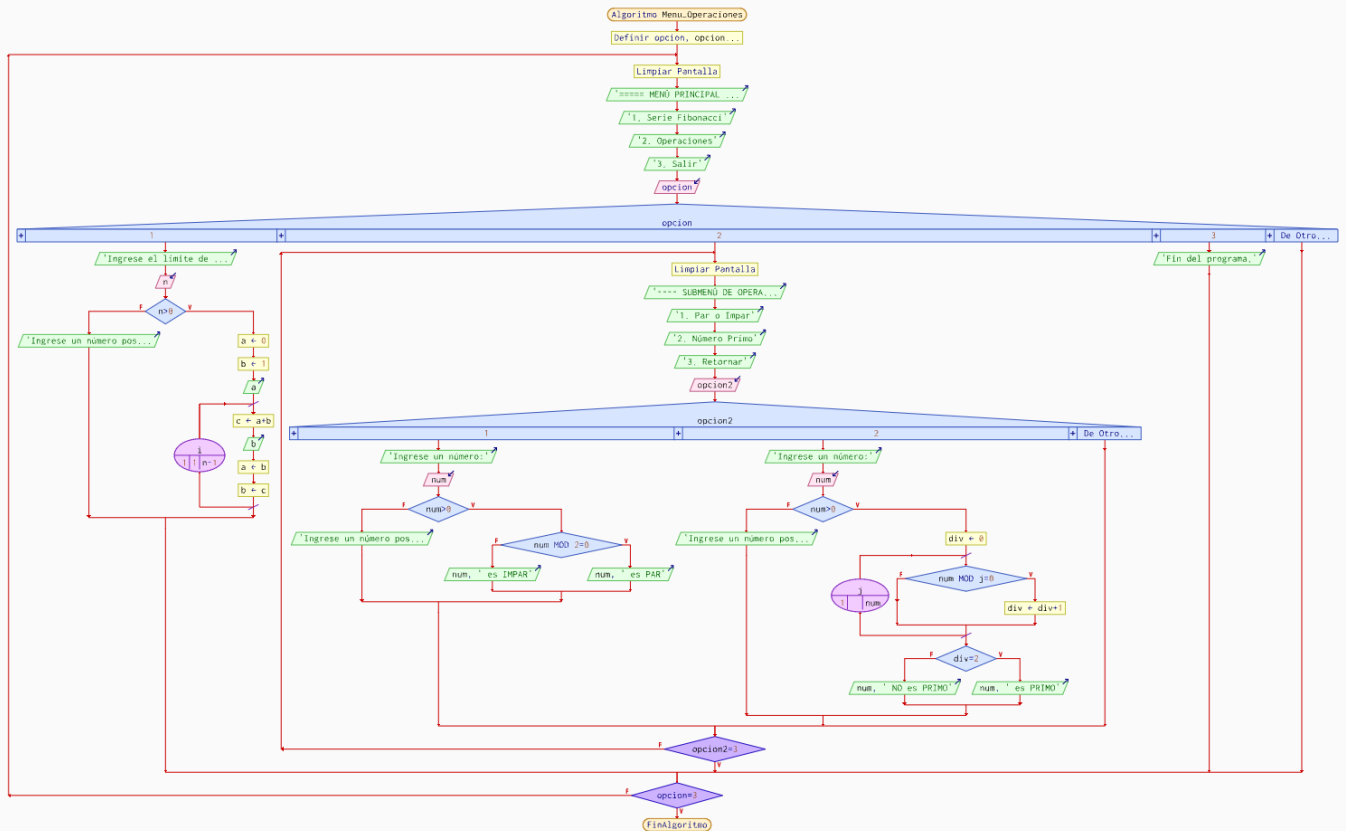 Algoritmo Menu_Operaciones
Definir opcion, opcion...
Limpiar Pantalla
'===== MENÚ PRINCIPAL ...
'1. Serie Fibonacci'
'2. Operaciones'
'3. Salir'
opcion
opcion
+ 1 + 2 + 3 + De Otro...
'Ingrese el límite de ...
n
n>0
F V
'Ingrese un número pos...
a ← 0
b ← 1
a
i
1 1 n-1
c ← a+b
b
a ← b
b ← c
Limpiar Pantalla
'---- SUBMENÚ DE OPERA...
'1. Par o Impar'
'2. Número Primo'
'3. Retornar'
opcion2
opcion2
+ 1 + 2 + De Otro...
'Ingrese un número:'
num
num>0
F V
'Ingrese un número pos...
num MOD 2=0
F V
num, ' es IMPAR'
num, ' es PAR'
'Ingrese un número:'
num
num>0
F V
'Ingrese un número pos...
div ← 0
j
1 num
num MOD j=0
F V
div ← div+1
div=2
F V
num, ' NO es PRIMO'
num, ' es PRIMO'
opcion2=3
F
V
'Fin del programa.'
opcion=3
F
V
FinAlgoritmo